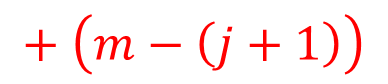 + (m − (j + 1))